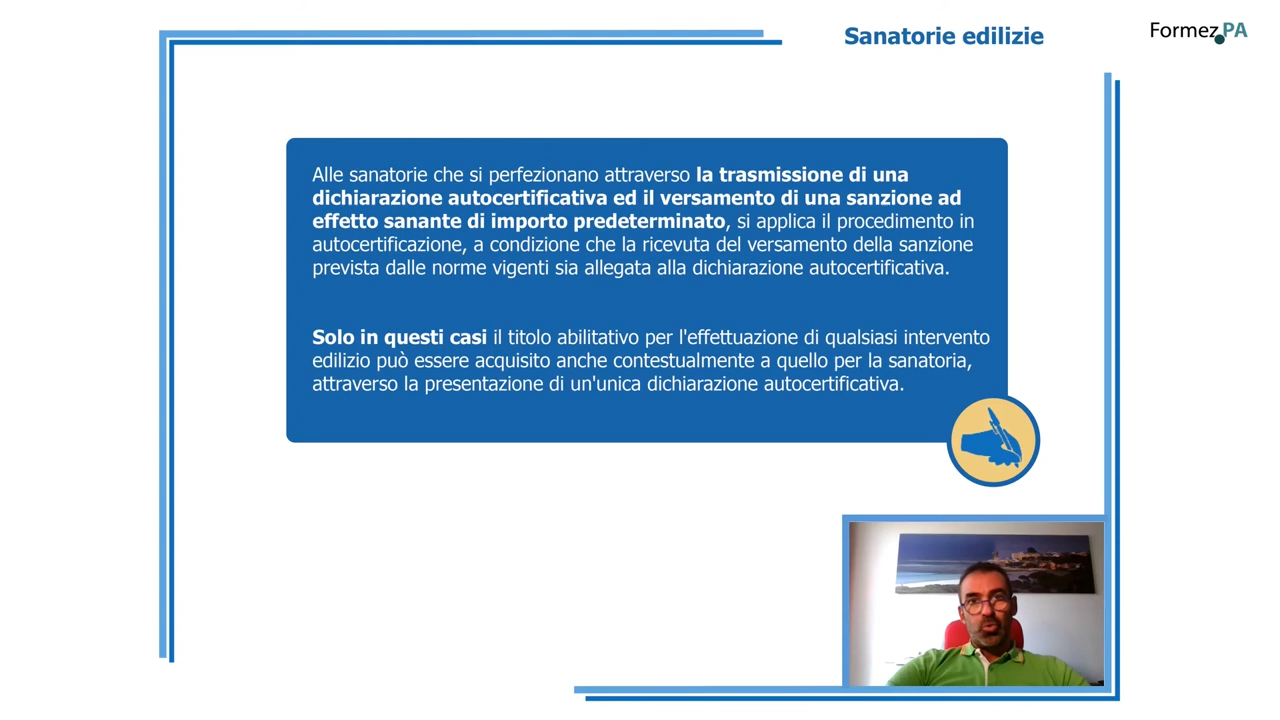 Sanatorie edilizie
Formez.PA
Alle sanatorie che si perfezionano attraverso la trasmissione di una
dichiarazione autocertificativa ed il versamento di una sanzione ad
effetto sanante di importo predeterminato, si applica il procedimento in
autocertificazione, a condizione che la ricevuta del versamento della sanzione
prevista dalle norme vigenti sia allegata alla dichiarazione autocertificativa.
Solo in questi casi il titolo abilitativo per l'effettuazione di qualsiasi intervento
edilizio può essere acquisito anche contestualmente a quello per la sanatoria,
attraverso la presentazione di un'unica dichiarazione autocertificativa.